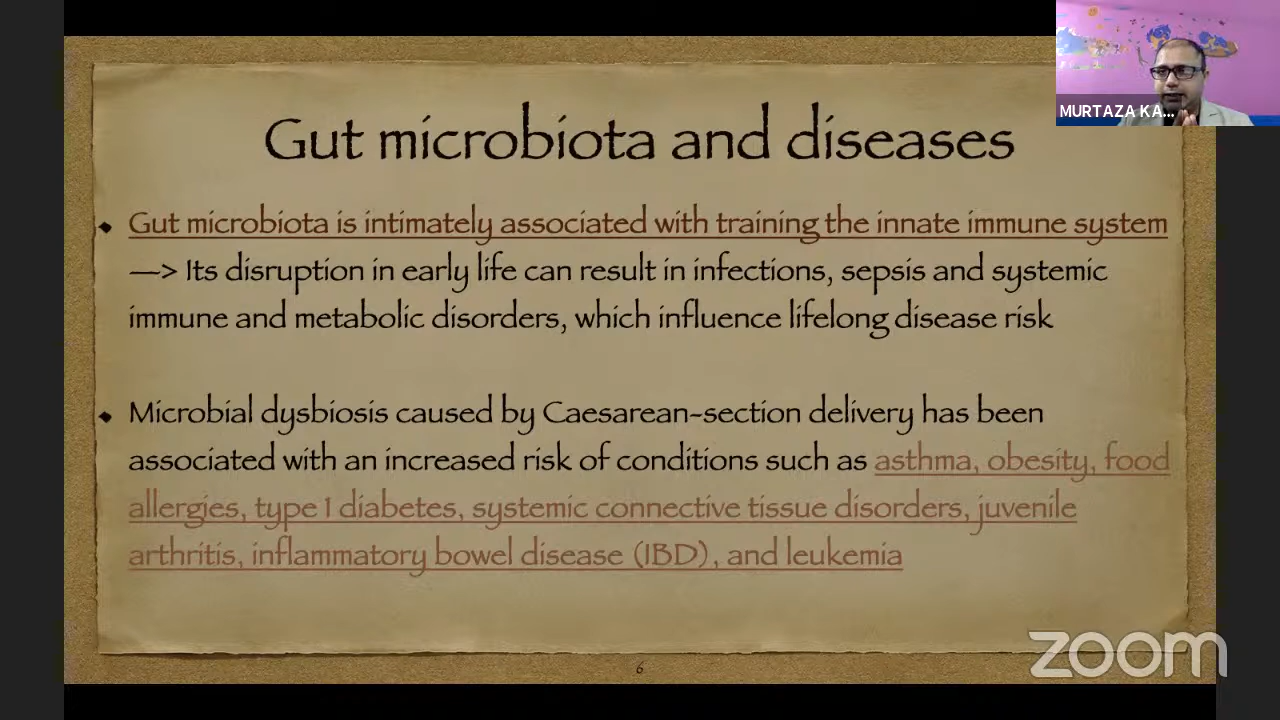 MURTAZA KA...
Gut microbiota and diseases
Gut microbiota is intimately associated with training the innate immune system
—> Its disruption in early life can result in infections, sepsis and systemic
immune and metabolic disorders, which influence lifelong disease risk
Microbial dysbiosis caused by Caesarean-section delivery has been
associated with an increased risk of conditions such as asthma, obesity, food
allergies, type 1 diabetes, systemic connective tissue disorders, juvenile
arthritis, inflammatory bowel disease (IBD), and leukemia
6
zoom